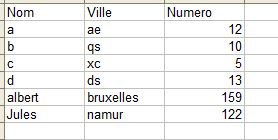 Nom Ville Numero
a ae 12
b qs 10
c xc 5
d ds 13
albert bruxelles 159
Jules namur 122